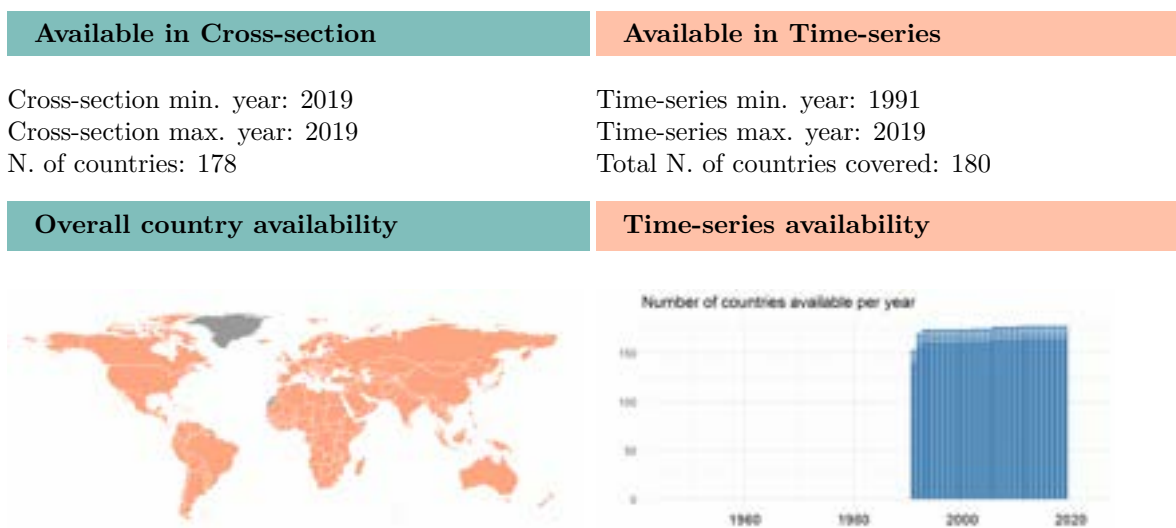 Available in Cross-section
Available in Time-series
Cross-section min. year: 2019
Cross-section max. year: 2019
N. of countries: 178
Time-series min. year: 1991
Time-series max. year: 2019
Total N. of countries covered: 180
Overall country availability
Time-series availability
Number of countries available per year
150
100
50
0
1960
1980
2000
2020